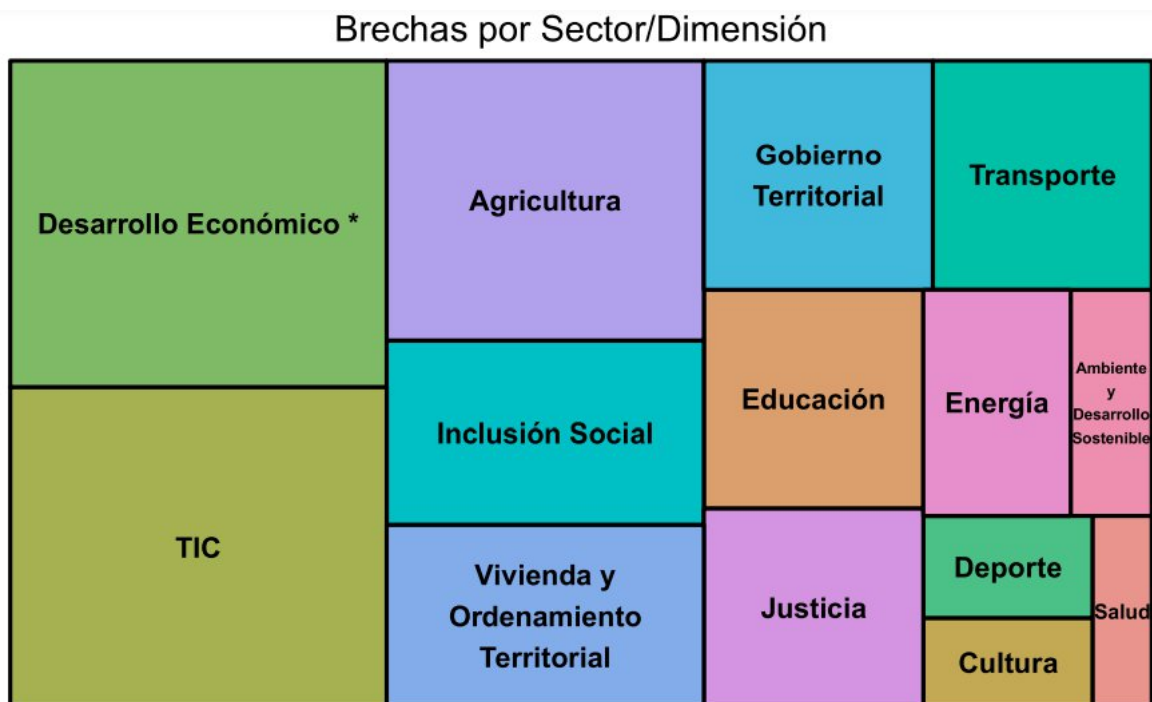 Brechas por Sector/Dimensión
Desarrollo Económico *
TIC
Agricultura
Inclusión Social
Vivienda y
Ordenamiento
Territorial
Gobierno
Territorial
Transporte
Educación
Energía
Ambiente
y
Desarrollo
Sostenible
Justicia
Deporte
Cultura
Salud